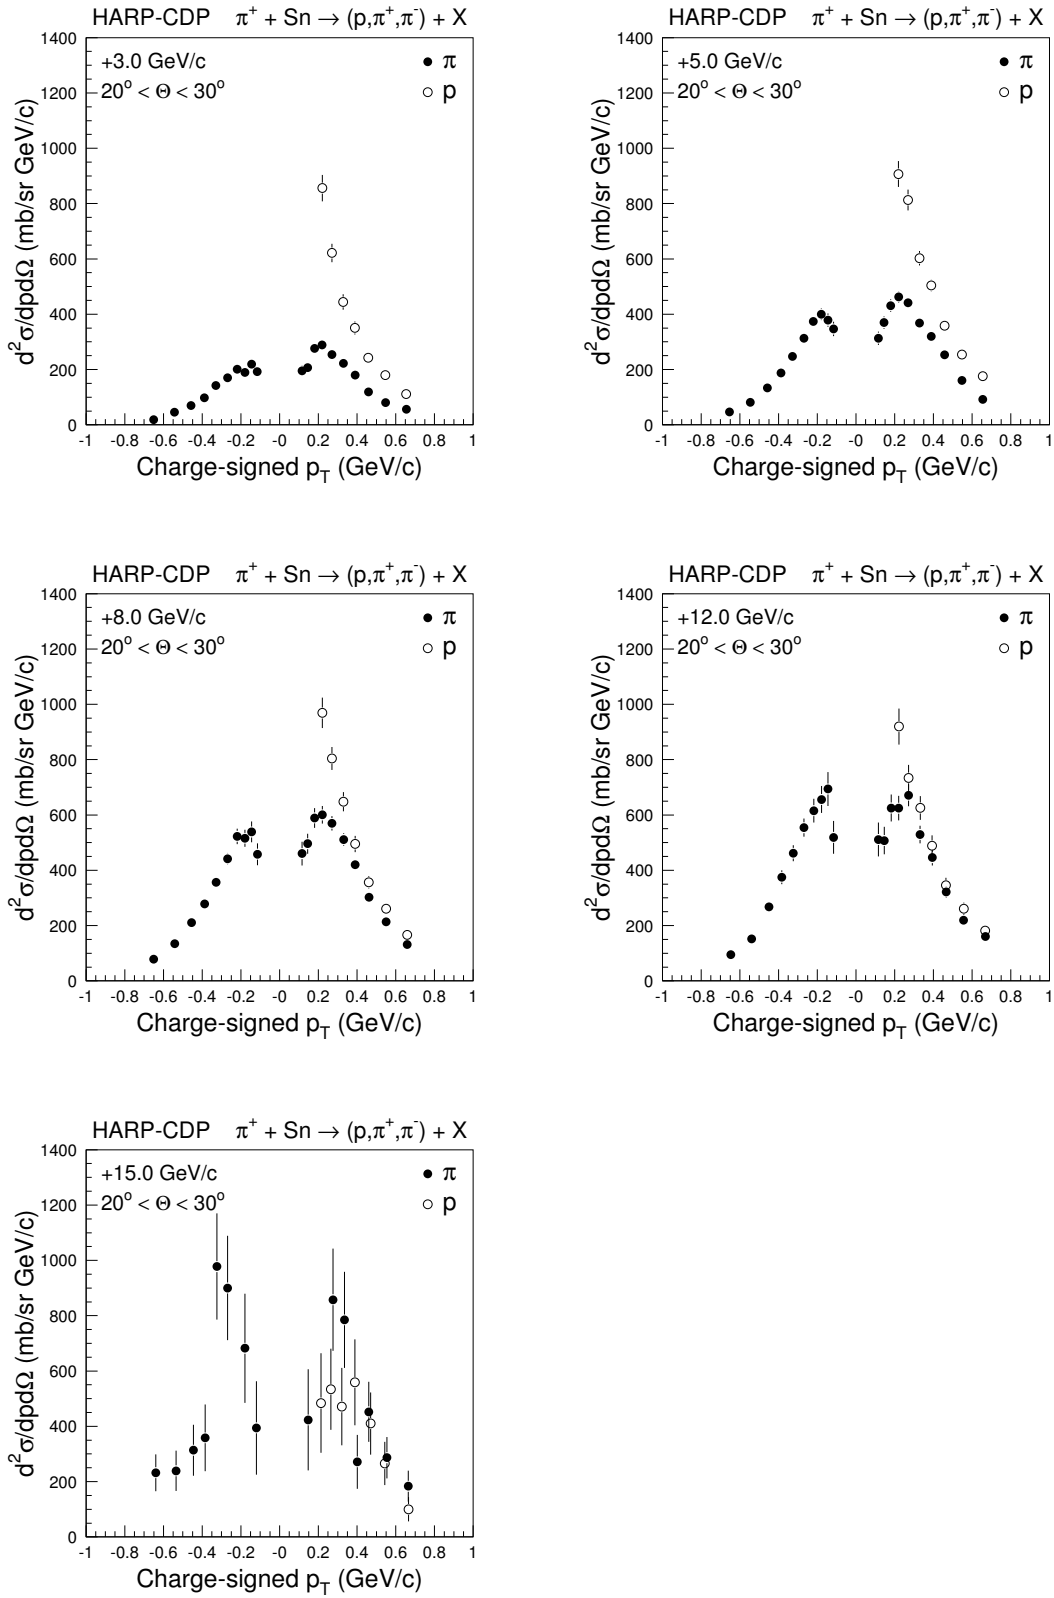 HARP-CDP π⁺ + Sn → (p,π⁺,π⁻) + X
+3.0 GeV/c
20° < Θ < 30°
π
p
1400
1200
1000
800
600
400
200
0
d²σ/dpdΩ (mb/sr GeV/c)
-1 -0.8 -0.6 -0.4 -0.2 -0 0.2 0.4 0.6 0.8 1
Charge-signed p_T (GeV/c)
HARP-CDP π⁺ + Sn → (p,π⁺,π⁻) + X
+5.0 GeV/c
20° < Θ < 30°
π
p
1400
1200
1000
800
600
400
200
0
d²σ/dpdΩ (mb/sr GeV/c)
-1 -0.8 -0.6 -0.4 -0.2 -0 0.2 0.4 0.6 0.8 1
Charge-signed p_T (GeV/c)
HARP-CDP π⁺ + Sn → (p,π⁺,π⁻) + X
+8.0 GeV/c
20° < Θ < 30°
π
p
1400
1200
1000
800
600
400
200
0
d²σ/dpdΩ (mb/sr GeV/c)
-1 -0.8 -0.6 -0.4 -0.2 -0 0.2 0.4 0.6 0.8 1
Charge-signed p_T (GeV/c)
HARP-CDP π⁺ + Sn → (p,π⁺,π⁻) + X
+12.0 GeV/c
20° < Θ < 30°
π
p
1400
1200
1000
800
600
400
200
0
d²σ/dpdΩ (mb/sr GeV/c)
-1 -0.8 -0.6 -0.4 -0.2 -0 0.2 0.4 0.6 0.8 1
Charge-signed p_T (GeV/c)
HARP-CDP π⁺ + Sn → (p,π⁺,π⁻) + X
+15.0 GeV/c
20° < Θ < 30°
π
p
1400
1200
1000
800
600
400
200
0
d²σ/dpdΩ (mb/sr GeV/c)
-1 -0.8 -0.6 -0.4 -0.2 -0 0.2 0.4 0.6 0.8 1
Charge-signed p_T (GeV/c)